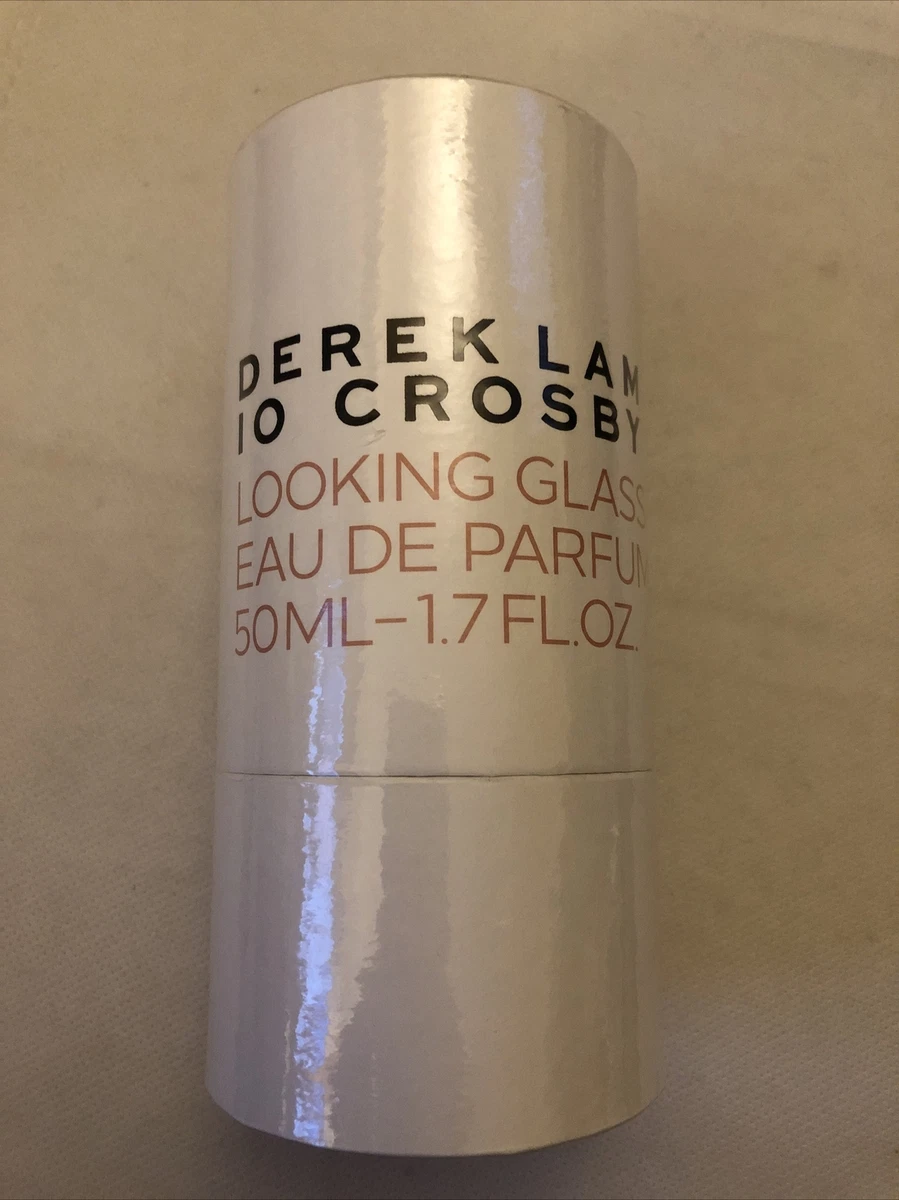 DEREK LAM
10 CROSBY
LOOKING GLASS
EAU DE PARFUM
50ML–1.7 FL.OZ.